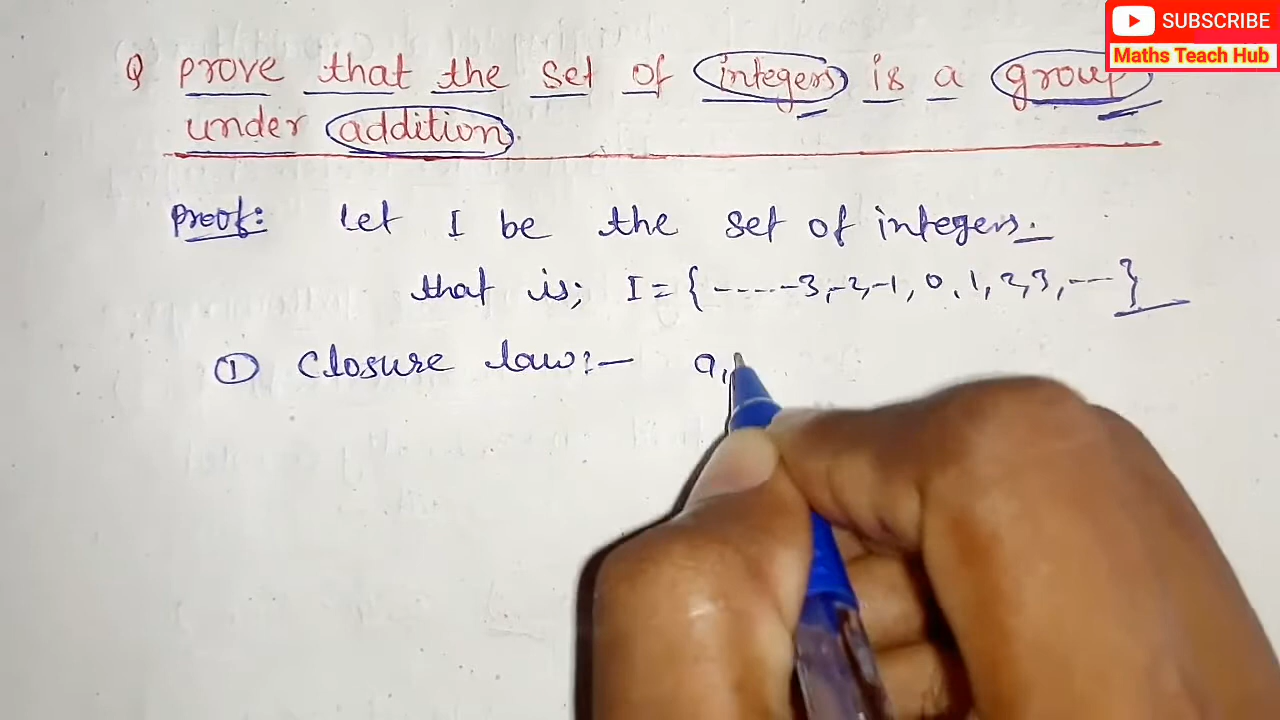 SUBSCRIBE
Maths Teach Hub
Q prove that the set of integers is a group
under addition.
Proof: Let I be the set of integers.
that is; I = { ------3,-2,-1, 0, 1, 2, 3, ---- }
① Closure law:- a,